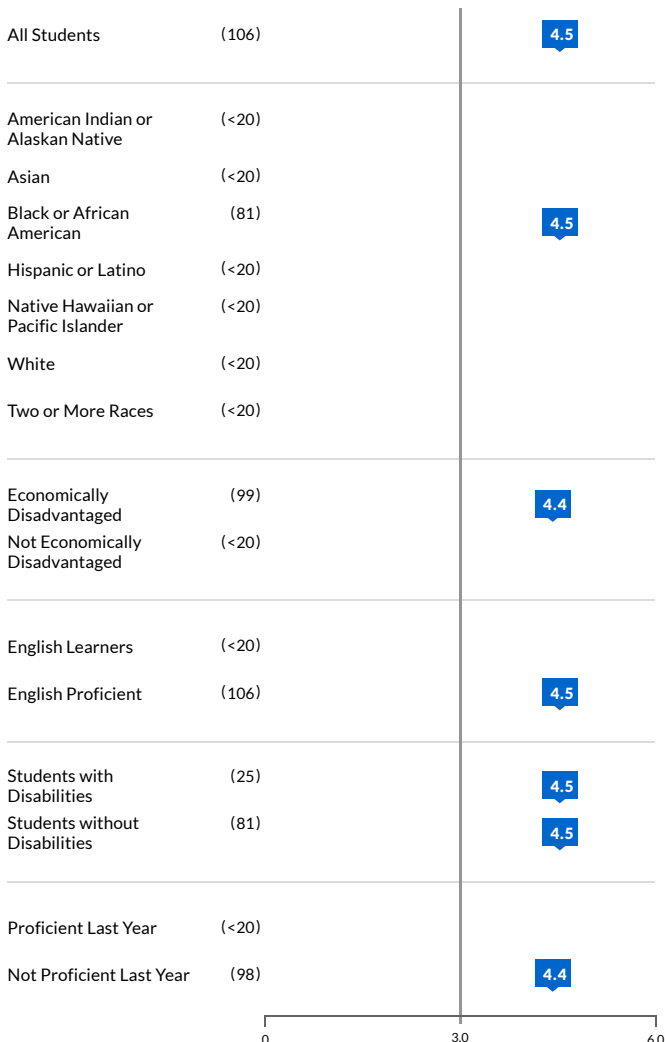 All Students (106) 4.5
American Indian or (<20)
Alaskan Native
Asian (<20)
Black or African (81) 4.5
American
Hispanic or Latino (<20)
Native Hawaiian or (<20)
Pacific Islander
White (<20)
Two or More Races (<20)
Economically (99) 4.4
Disadvantaged
Not Economically (<20)
Disadvantaged
English Learners (<20)
English Proficient (106) 4.5
Students with (25) 4.5
Disabilities
Students without (81) 4.5
Disabilities
Proficient Last Year (<20)
Not Proficient Last Year (98) 4.4
0 3.0 6.0